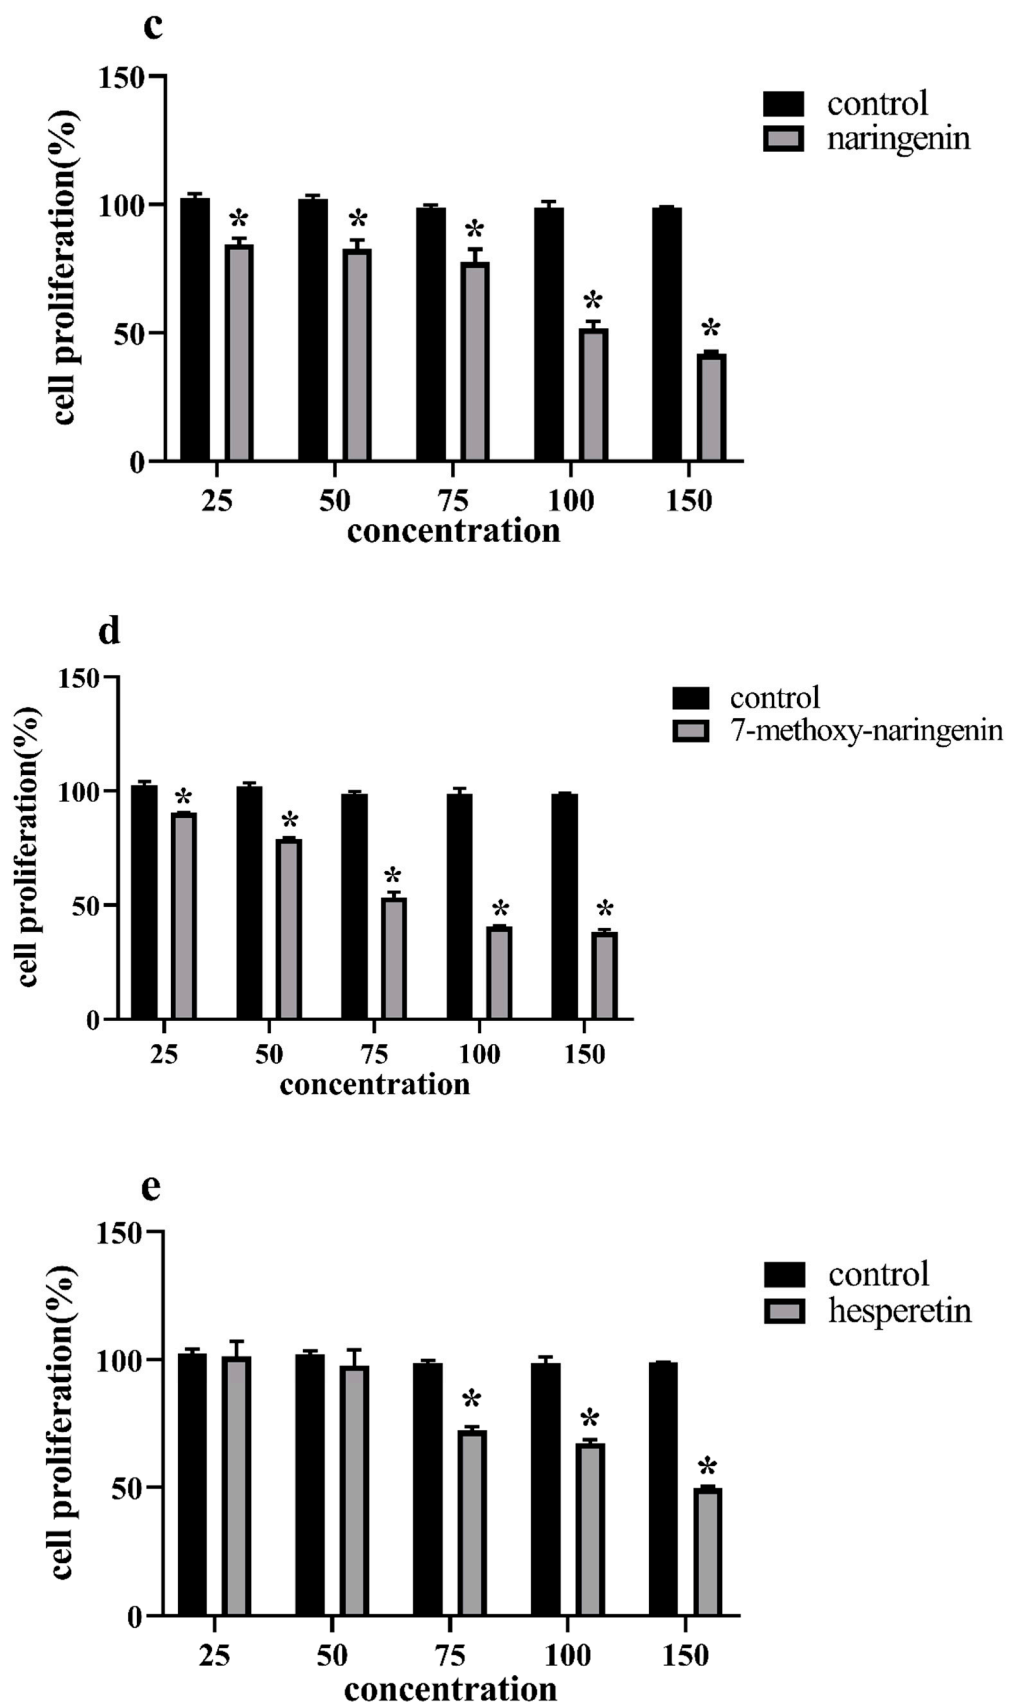 c
150
100
50
0
cell proliferation(%)
control
naringenin
* * * * *
25 50 75 100 150
concentration
d
150
100
50
0
cell proliferation(%)
control
7-methoxy-naringenin
* * * * *
25 50 75 100 150
concentration
e
150
100
50
0
cell proliferation(%)
control
hesperetin
* * *
25 50 75 100 150
concentration